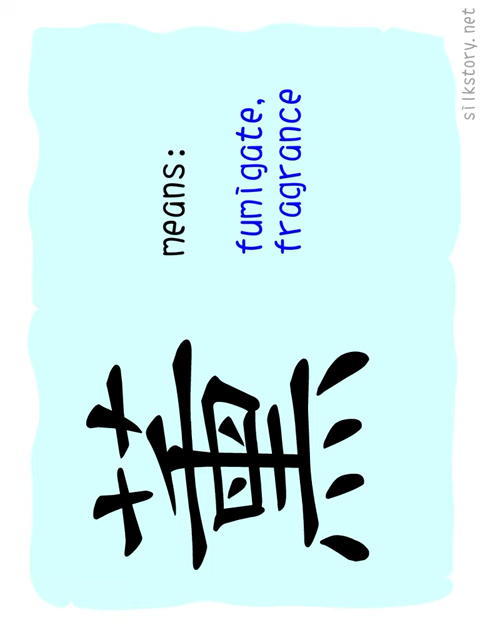 薰
means:
fumigate,
fragrance
silkstory.net